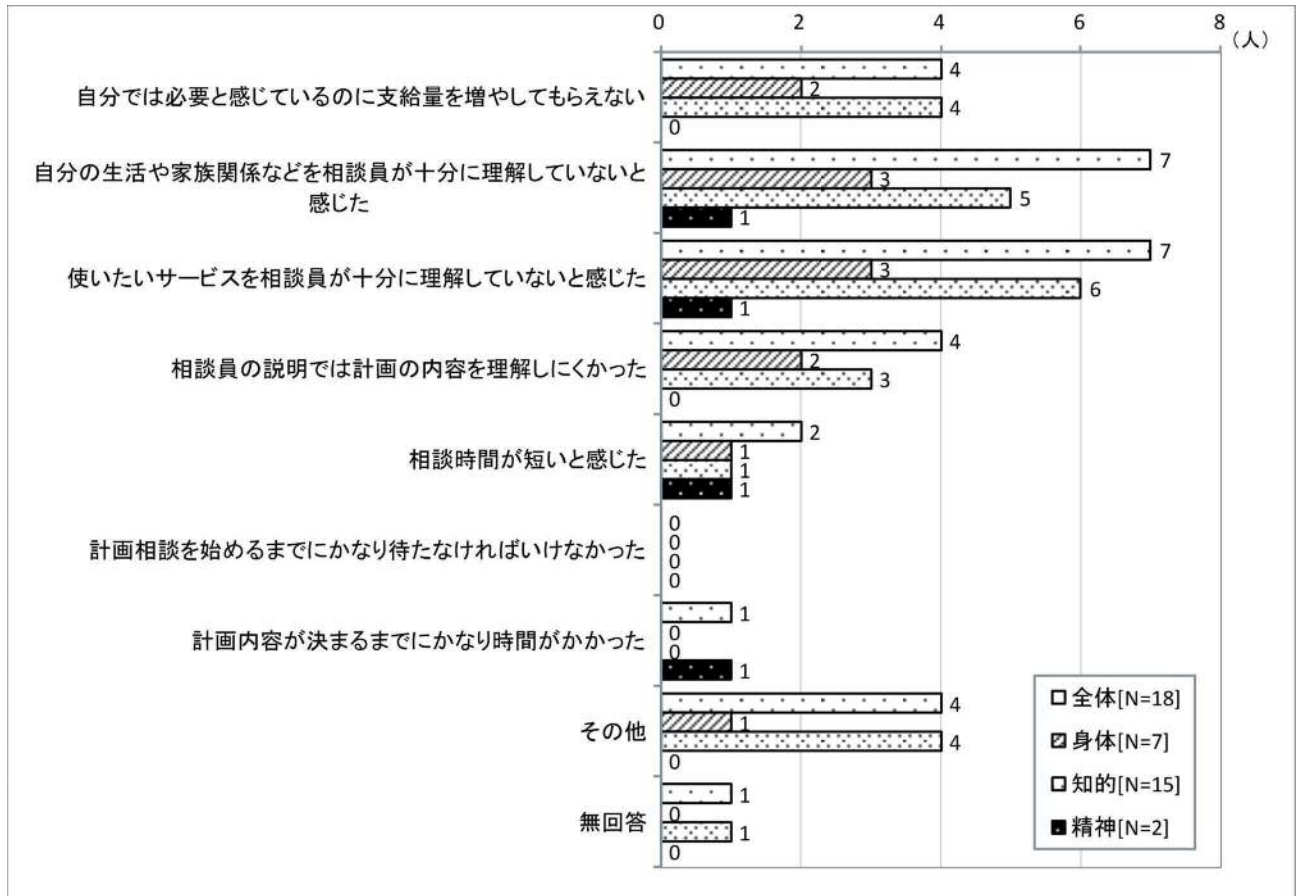 0 2 4 6 8
（人）
自分では必要と感じているのに支給量を増やしてもらえない
4
2
4
0
自分の生活や家族関係などを相談員が十分に理解していないと
感じた
7
3
5
1
使いたいサービスを相談員が十分に理解していないと感じた
7
3
6
1
相談員の説明では計画の内容を理解しにくかった
4
2
3
0
相談時間が短いと感じた
2
1
1
1
計画相談を始めるまでにかなり待たなければいけなかった
0
0
0
0
計画内容が決まるまでにかなり時間がかかった
1
0
0
1
その他
4
1
4
0
無回答
1
0
1
0
全体[N=18]
身体[N=7]
知的[N=15]
精神[N=2]